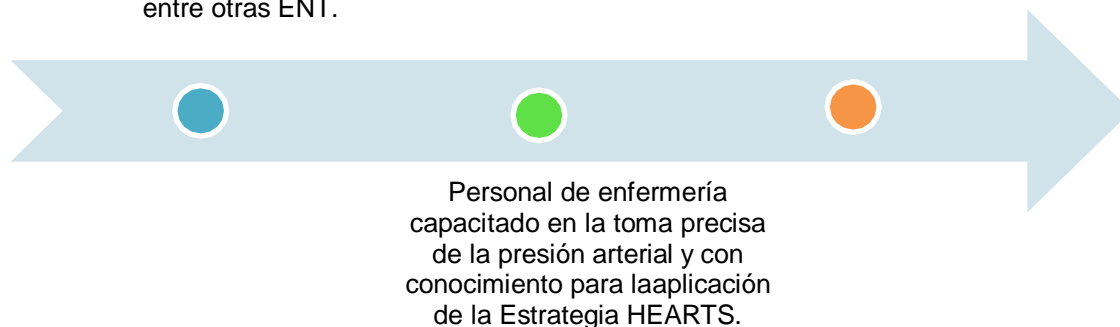 entre otras ENT.
Personal de enfermería
capacitado en la toma precisa
de la presión arterial y con
conocimiento para laaplicación
de la Estrategia HEARTS.